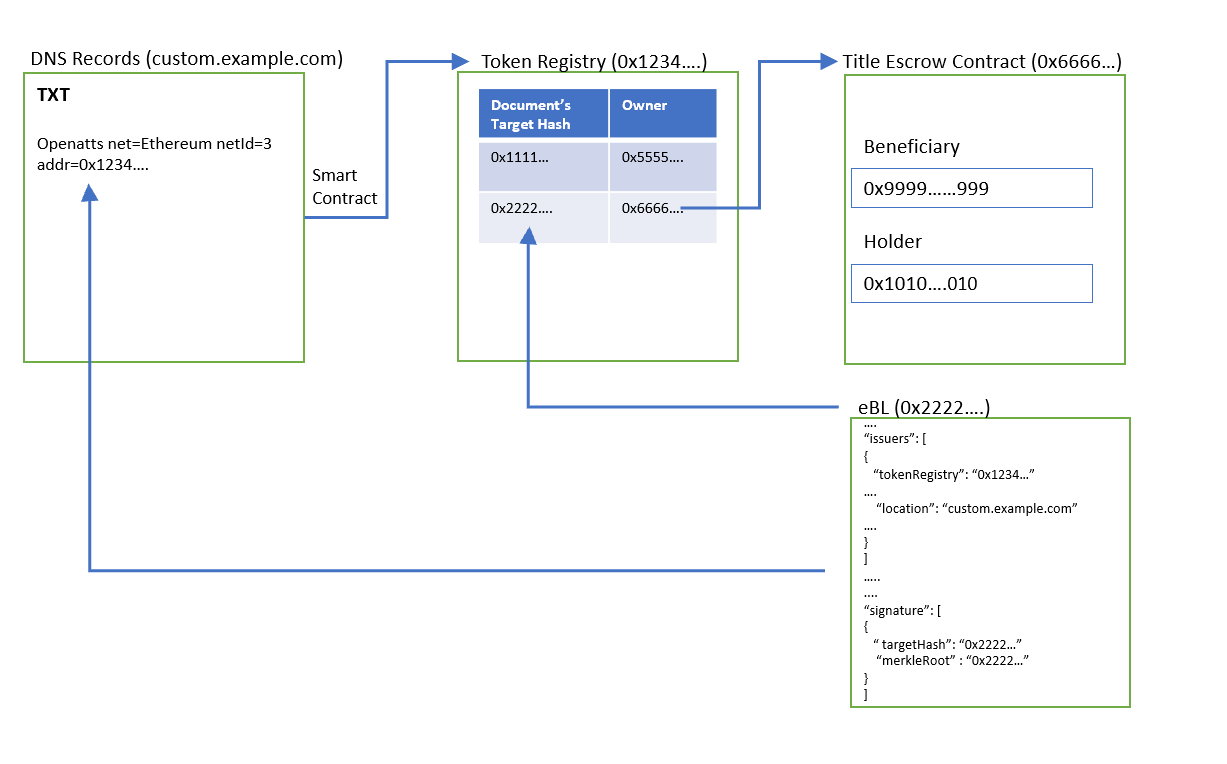 DNS Records (custom.example.com)
TXT
Openatts net=Ethereum netId=3
addr=0x1234....
Smart
Contract
Token Registry (0x1234....)
Document’s
Target Hash
Owner
0x1111...
0x5555....
0x2222....
0x6666....
Title Escrow Contract (0x6666...)
Beneficiary
0x9999......999
Holder
0x1010....010
eBL (0x2222....)
....
“issuers”: [
{
“tokenRegistry”: “0x1234...”
....
“location”: “custom.example.com”
....
}
]
.....
....
“signature”: [
{
“ targetHash”: “0x2222...”
“merkleRoot” : “0x2222...”
}
]